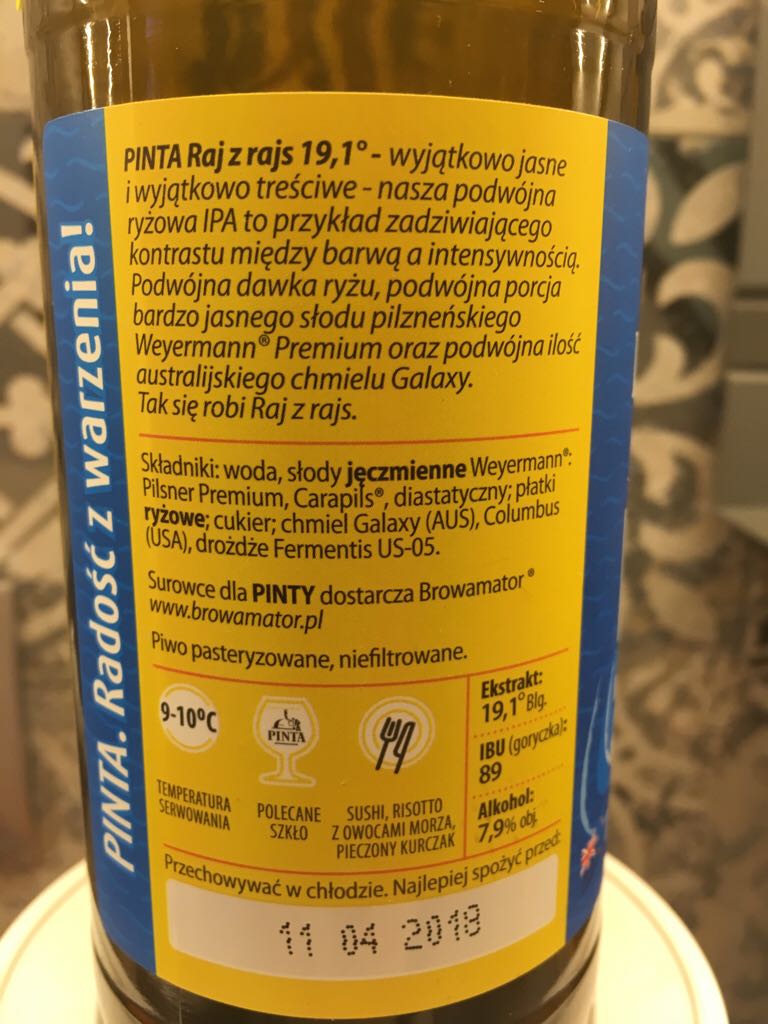 PINTA. Radość z warzenia!
PINTA Raj z rajs 19,1° - wyjątkowo jasne
i wyjątkowo treściwe - nasza podwójna
ryżowa IPA to przykład zadziwiającego
kontrastu między barwą a intensywnością.
Podwójna dawka ryżu, podwójna porcja
bardzo jasnego słodu pilzneńskiego
Weyermann® Premium oraz podwójna ilość
australijskiego chmielu Galaxy.
Tak się robi Raj z rajs.
Składniki: woda, słody jęczmienne Weyermann®:
Pilsner Premium, Carapils®, diastatyczny; płatki
ryżowe; cukier; chmiel Galaxy (AUS), Columbus
(USA), drożdże Fermentis US-05.
Surowce dla PINTY dostarcza Browamator®
www.browamator.pl
Piwo pasteryzowane, niefiltrowane.
9-10°C
TEMPERATURA
SERWOWANIA
PINTA
POLECANE
SZKŁO
SUSHI, RISOTTO
Z OWOCAMI MORZA,
PIECZONY KURCZAK
Ekstrakt:
19,1° Blg.
IBU (goryczka):
89
Alkohol:
7,9% obj.
Przechowywać w chłodzie. Najlepiej spożyć przed:
11 04 2018